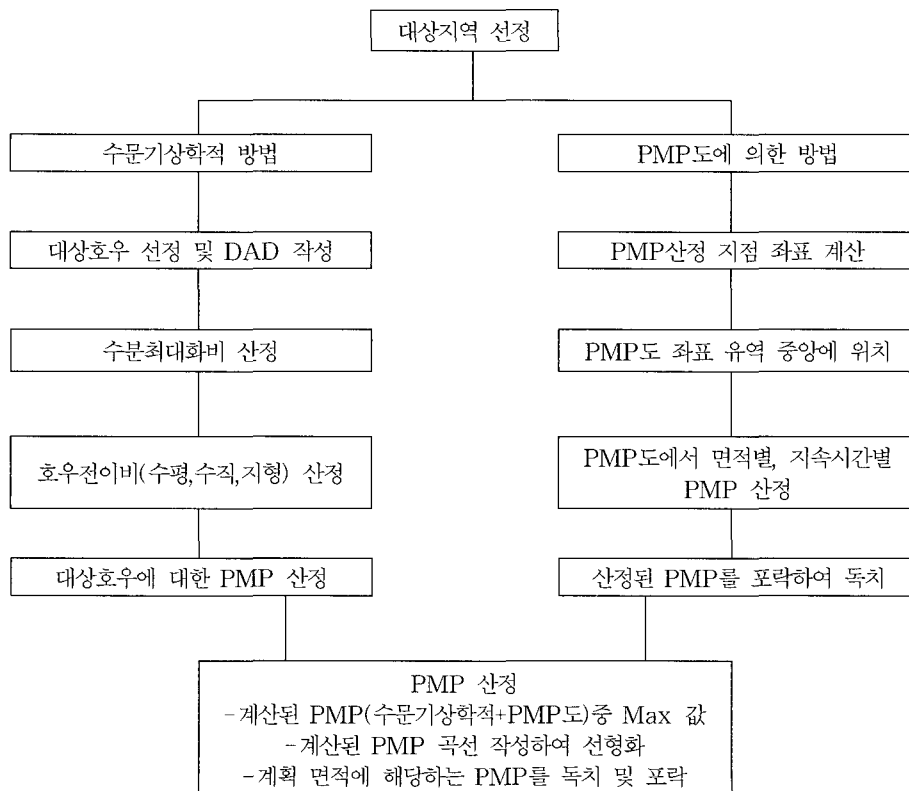 대상지역 선정
수문기상학적 방법
대상호우 선정 및 DAD 작성
수분최대화비 산정
호우전이비(수평,수직,지형) 산정
대상호우에 대한 PMP 산정
PMP도에 의한 방법
PMP산정 지점 좌표 계산
PMP도 좌표 유역 중앙에 위치
PMP도에서 면적별, 지속시간별
PMP 산정
산정된 PMP를 포락하여 독치
PMP 산정
-계산된 PMP(수문기상학적+PMP도)중 Max 값
-계산된 PMP 곡선 작성하여 선형화
-계획 면적에 해당하는 PMP를 독치 및 포락